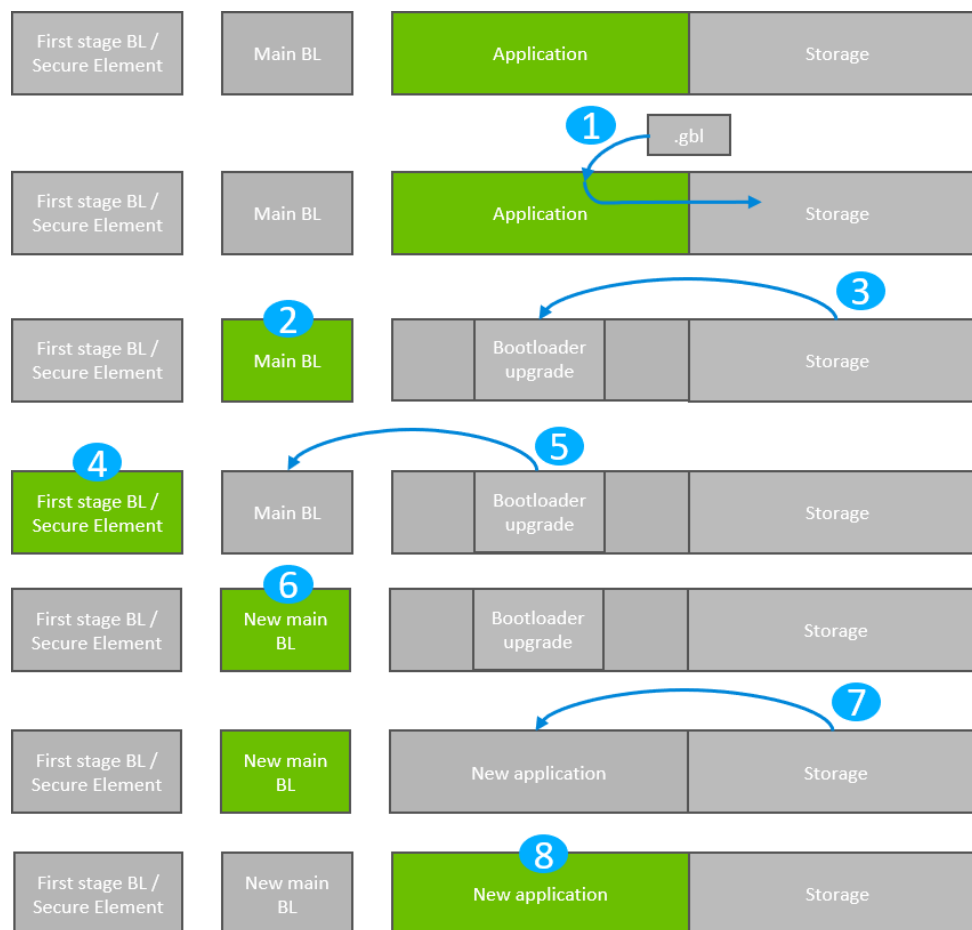 First stage BL /
Secure Element
Main BL
Application
Storage
1
.gbl
First stage BL /
Secure Element
Main BL
Application
Storage
2
3
First stage BL /
Secure Element
Main BL
Bootloader
upgrade
Storage
4
5
First stage BL /
Secure Element
Main BL
Bootloader
upgrade
Storage
6
First stage BL /
Secure Element
New main
BL
Bootloader
upgrade
Storage
7
First stage BL /
Secure Element
New main
BL
New application
Storage
8
First stage BL /
Secure Element
New main
BL
New application
Storage